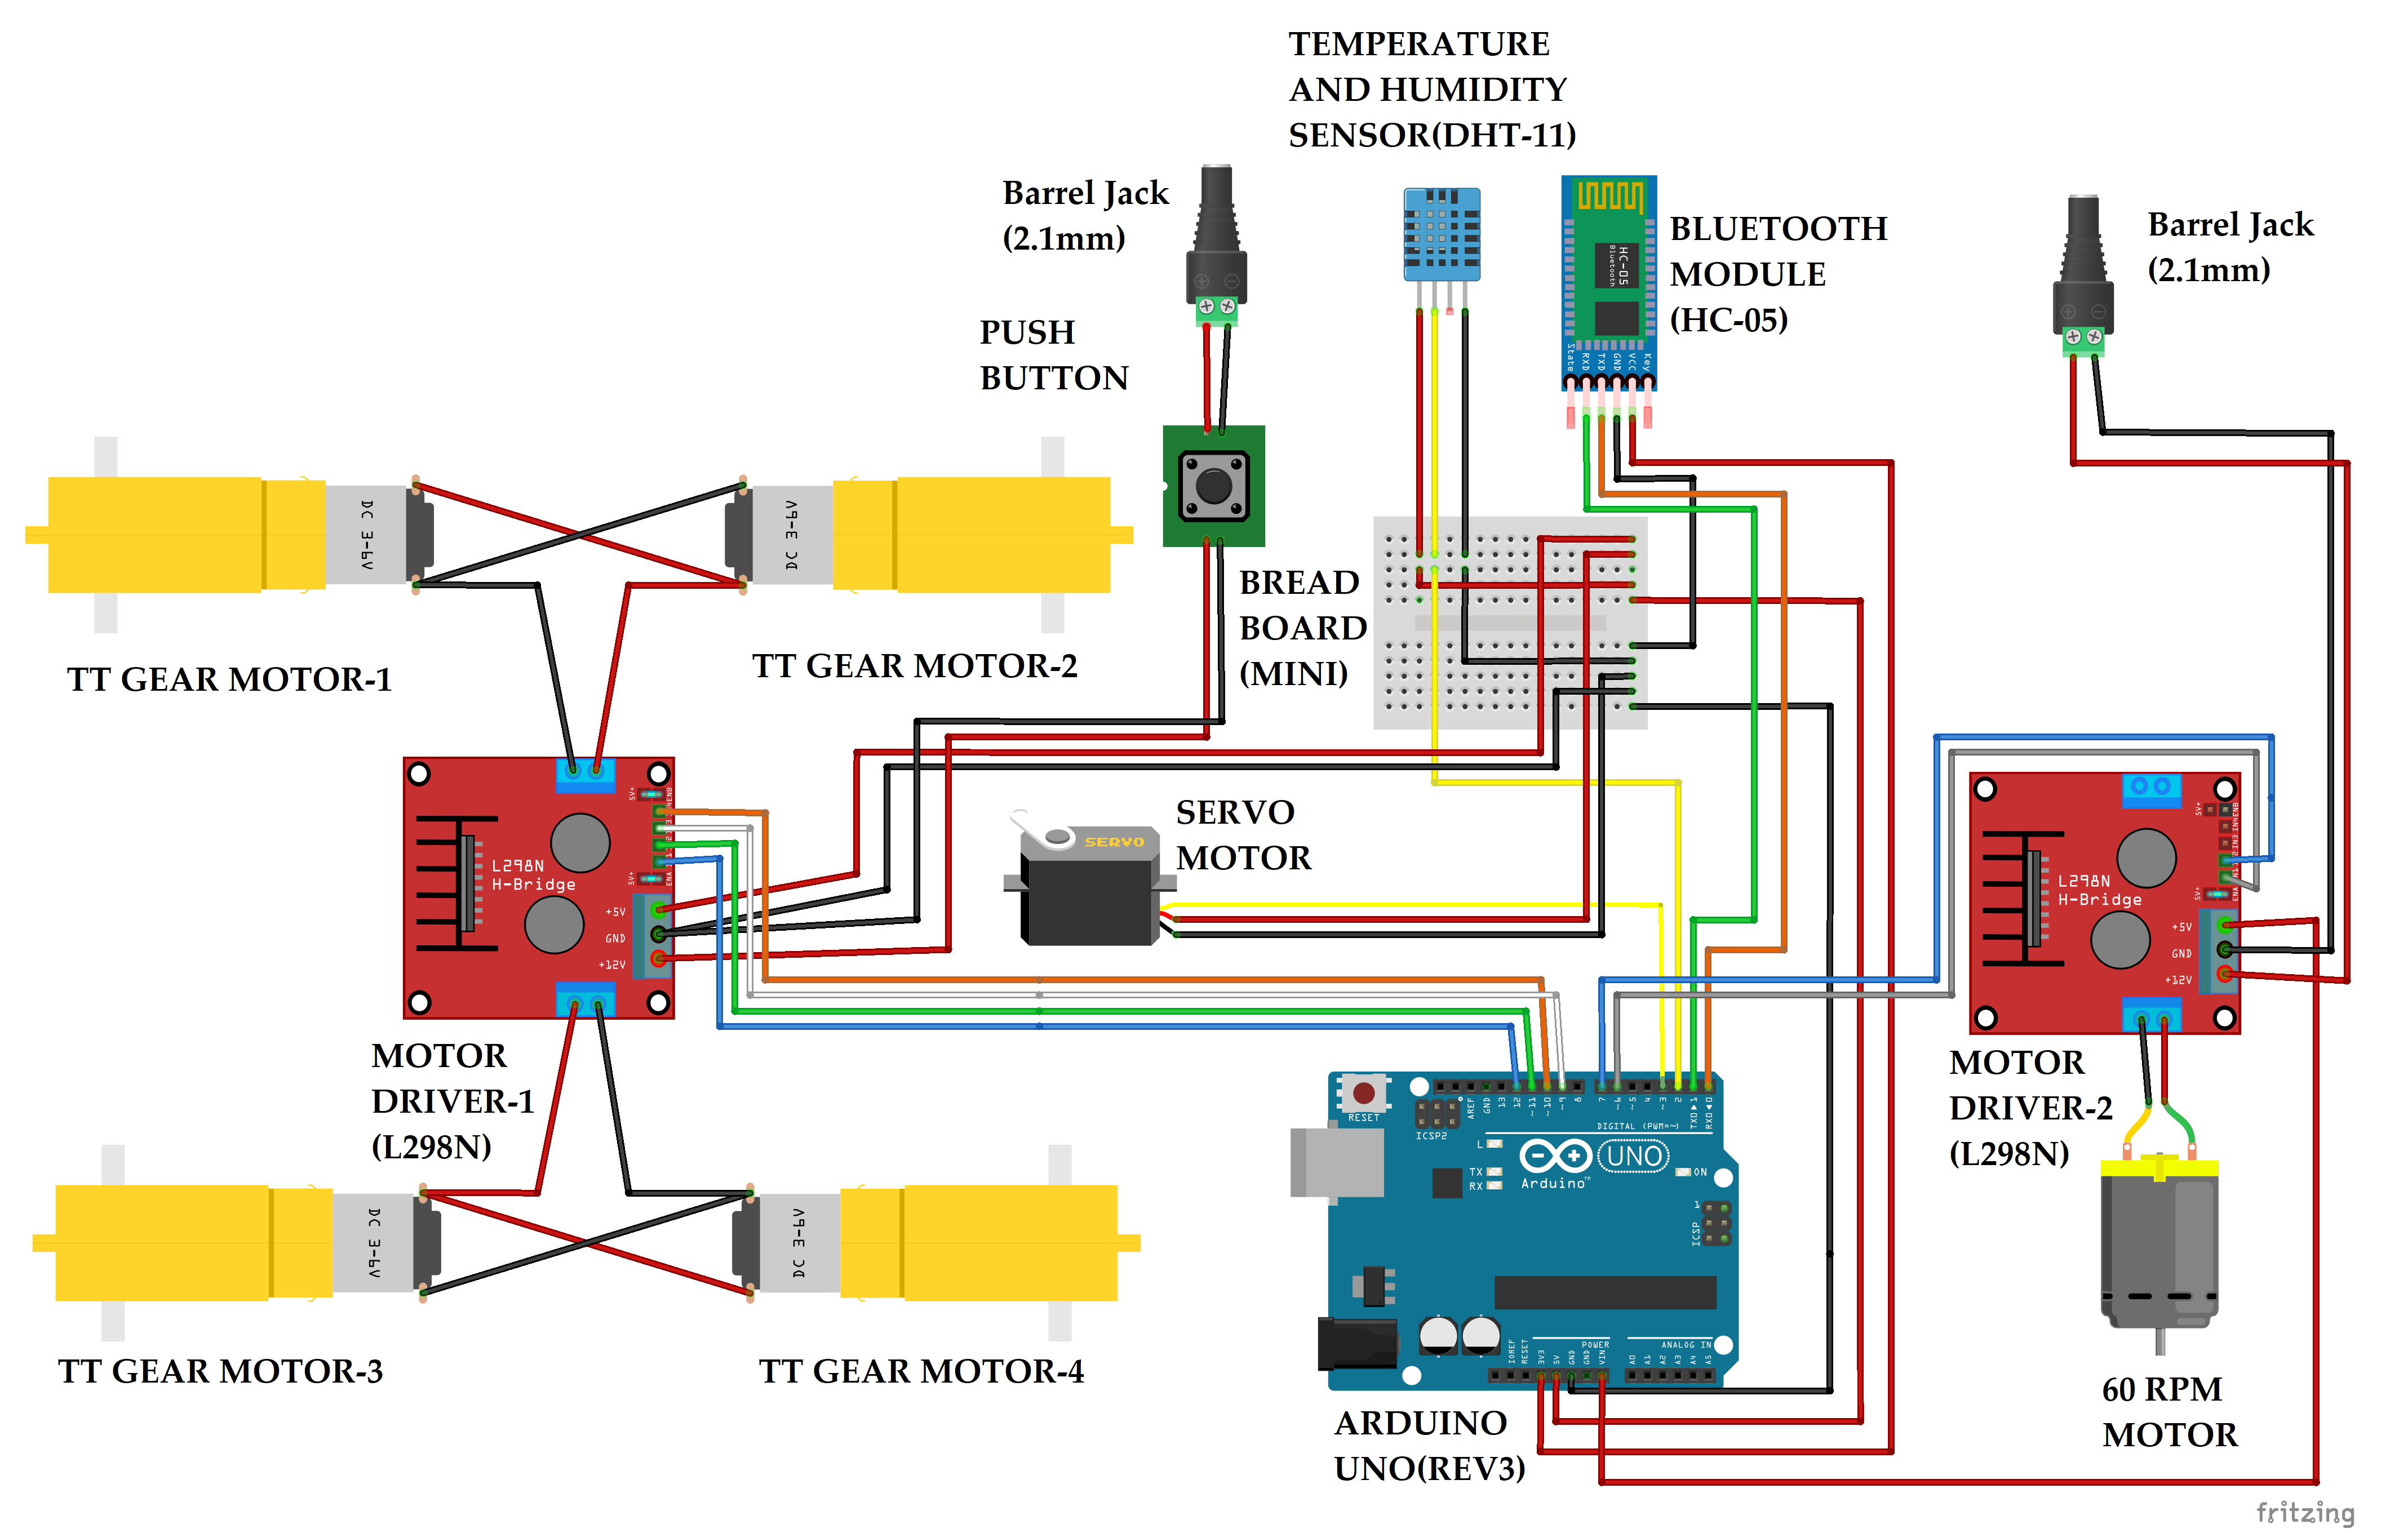 TEMPERATURE
AND HUMIDITY
SENSOR(DHT-11)
Barrel Jack
(2.1mm)
BLUETOOTH
MODULE
(HC-05)
Barrel Jack
(2.1mm)
HC-05
Bluetooth
State
RXD
TXD
GND
VCC
Key
PUSH
BUTTON
DC 3-6V
DC 3-6V
BREAD
BOARD
(MINI)
TT GEAR MOTOR-1
TT GEAR MOTOR-2
L298N
H-Bridge
+5V
GND
+12V
SERVO
SERVO
MOTOR
L298N
H-Bridge
+5V
GND
+12V
MOTOR
DRIVER-1
(L298N)
MOTOR
DRIVER-2
(L298N)
RESET
ICSP2
AREF
GND
13
12
~11
~10
~9
8
7
~6
~5
4
~3
2
TX0 1
RX0 0
DIGITAL (PWM=~)
L
TX
RX
UNO
Arduino™
ON
1
ICSP
IOREF
RESET
3V3
5V
GND
GND
VIN
POWER
ANALOG IN
A0
A1
A2
A3
A4
A5
DC 3-6V
DC 3-6V
TT GEAR MOTOR-3
TT GEAR MOTOR-4
ARDUINO
UNO(REV3)
60 RPM
MOTOR
fritzing